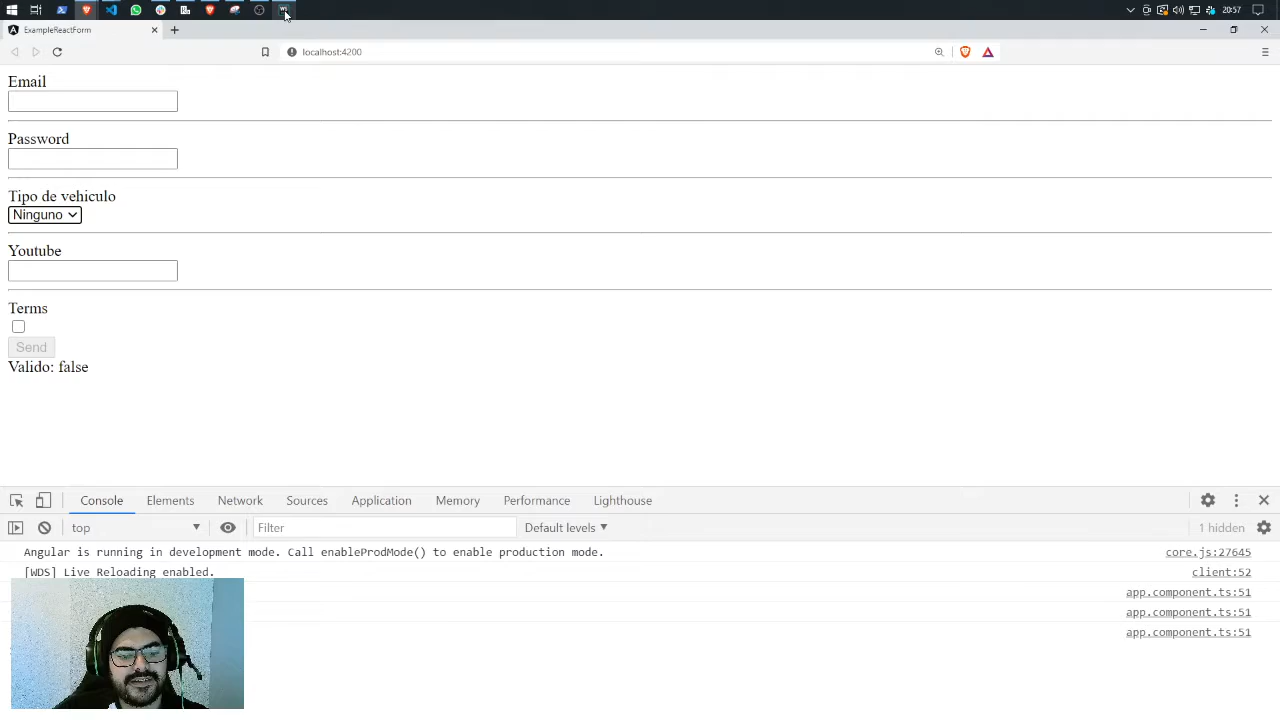 20:57
ExampleReactForm
localhost:4200
Email
Password
Tipo de vehiculo
Ninguno
Youtube
Terms
Send
Valido: false
Console Elements Network Sources Application Memory Performance Lighthouse
top Filter Default levels 1 hidden
Angular is running in development mode. Call enableProdMode() to enable production mode. core.js:27645
[WDS] Live Reloading enabled. client:52
app.component.ts:51
app.component.ts:51
app.component.ts:51